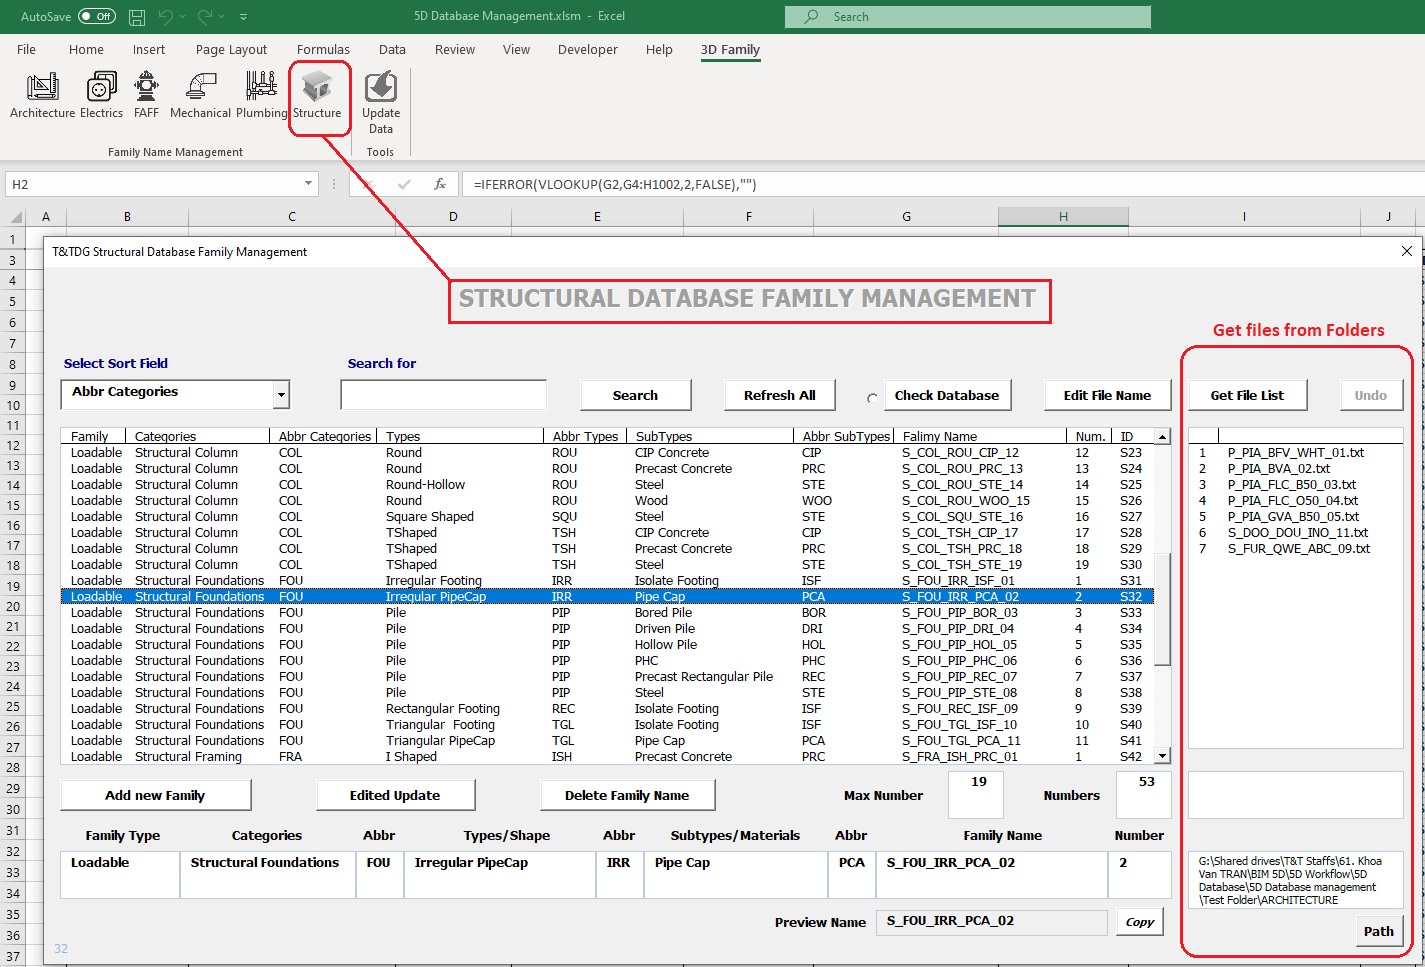 AutoSave Off 5D Database Management.xlsm - Excel Search
File Home Insert Page Layout Formulas Data Review View Developer Help 3D Family
Architecture Electrics FAFF Mechanical Plumbing Structure Update Data
Family Name Management Tools
H2 fx =IFERROR(VLOOKUP(G2,G4:H1002,2,FALSE),"")
A B C D E F G H I J
1
3
4
5
6
7
8
9
10
11
12
13
14
15
16
17
18
19
20
21
22
23
24
25
26
27
28
29
30
31
32
33
34
35
36
37
T&TDG Structural Database Family Management
STRUCTURAL DATABASE FAMILY MANAGEMENT
Get files from Folders
Select Sort Field Search for
Abbr Categories Search Refresh All Check Database Edit File Name Get File List Undo
Family Categories Abbr Categories Types Abbr Types SubTypes Abbr SubTypes Falimy Name Num. ID
Loadable Structural Column COL Round ROU CIP Concrete CIP S_COL_ROU_CIP_12 12 S23
Loadable Structural Column COL Round ROU Precast Concrete PRC S_COL_ROU_PRC_13 13 S24
Loadable Structural Column COL Round-Hollow ROU Steel STE S_COL_ROU_STE_14 14 S25
Loadable Structural Column COL Round ROU Wood WOO S_COL_ROU_WOO_15 15 S26
Loadable Structural Column COL Square Shaped SQU Steel STE S_COL_SQU_STE_16 16 S27
Loadable Structural Column COL TShaped TSH CIP Concrete CIP S_COL_TSH_CIP_17 17 S28
Loadable Structural Column COL TShaped TSH Precast Concrete PRC S_COL_TSH_PRC_18 18 S29
Loadable Structural Column COL TShaped TSH Steel STE S_COL_TSH_STE_19 19 S30
Loadable Structural Foundations FOU Irregular Footing IRR Isolate Footing ISF S_FOU_IRR_ISF_01 1 S31
Loadable Structural Foundations FOU Irregular PipeCap IRR Pipe Cap PCA S_FOU_IRR_PCA_02 2 S32
Loadable Structural Foundations FOU Pile PIP Bored Pile BOR S_FOU_PIP_BOR_03 3 S33
Loadable Structural Foundations FOU Pile PIP Driven Pile DRI S_FOU_PIP_DRI_04 4 S34
Loadable Structural Foundations FOU Pile PIP Hollow Pile HOL S_FOU_PIP_HOL_05 5 S35
Loadable Structural Foundations FOU Pile PIP PHC PHC S_FOU_PIP_PHC_06 6 S36
Loadable Structural Foundations FOU Pile PIP Precast Rectangular Pile REC S_FOU_PIP_REC_07 7 S37
Loadable Structural Foundations FOU Pile PIP Steel STE S_FOU_PIP_STE_08 8 S38
Loadable Structural Foundations FOU Rectangular Footing REC Isolate Footing ISF S_FOU_REC_ISF_09 9 S39
Loadable Structural Foundations FOU Triangular Footing TGL Isolate Footing ISF S_FOU_TGL_ISF_10 10 S40
Loadable Structural Foundations FOU Triangular PipeCap TGL Pipe Cap PCA S_FOU_TGL_PCA_11 11 S41
Loadable Structural Framing FRA I Shaped ISH Precast Concrete PRC S_FRA_ISH_PRC_01 1 S42
1 P_PIA_BFV_WHT_01.txt
2 P_PIA_BVA_02.txt
3 P_PIA_FLC_B50_03.txt
4 P_PIA_FLC_O50_04.txt
5 P_PIA_GVA_B50_05.txt
6 S_DOO_DOU_INO_11.txt
7 S_FUR_QWE_ABC_09.txt
Add new Family Edited Update Delete Family Name Max Number 19 Numbers 53
Family Type Categories Abbr Types/Shape Abbr Subtypes/Materials Abbr Family Name Number
Loadable Structural Foundations FOU Irregular PipeCap IRR Pipe Cap PCA S_FOU_IRR_PCA_02 2
G:\Shared drives\T&T Staffs\61. Khoa
Van TRAN\BIM 5D\5D Workflow\5D
Database\5D Database management
\Test Folder\ARCHITECTURE
Preview Name S_FOU_IRR_PCA_02 Copy Path
32